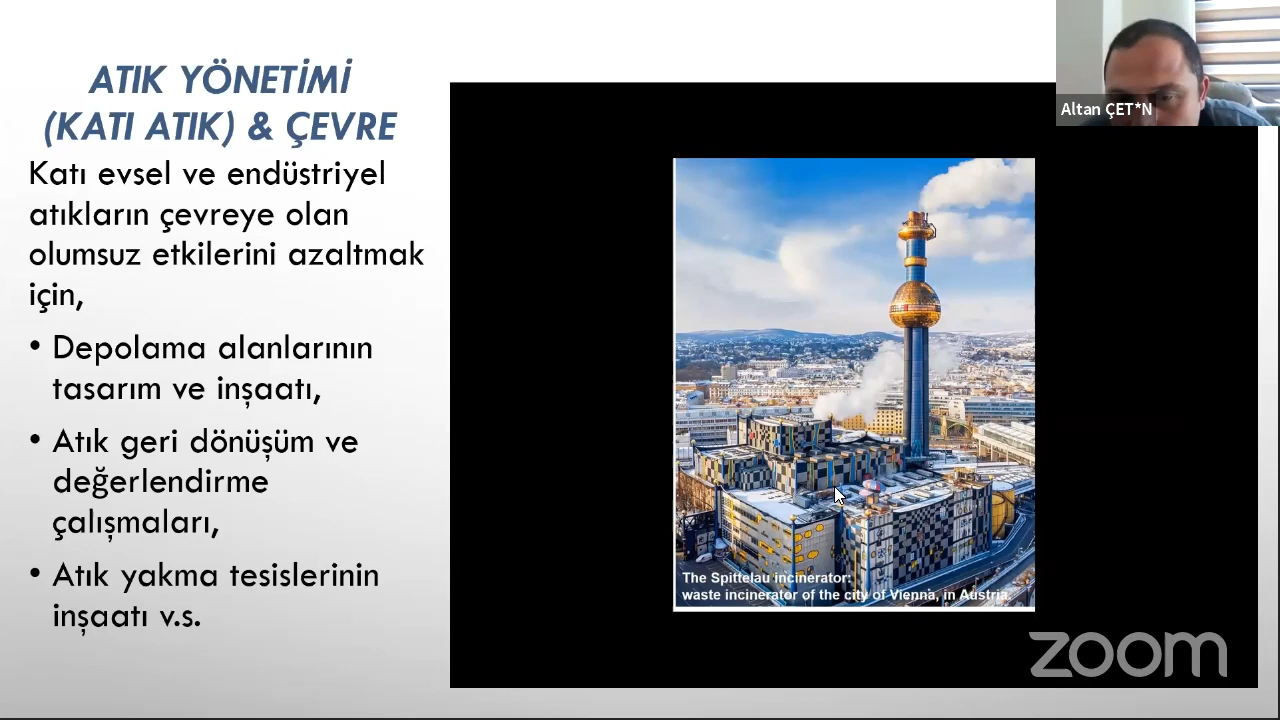 ATIK YÖNETİMİ
(KATI ATIK) & ÇEVRE
Katı evsel ve endüstriyel
atıkların çevreye olan
olumsuz etkilerini azaltmak
için,
• Depolama alanlarının
tasarım ve inşaatı,
• Atık geri dönüşüm ve
değerlendirme
çalışmaları,
• Atık yakma tesislerinin
inşaatı v.s.
Altan ÇET*N
The Spittelau incinerator:
waste incinerator of the city of Vienna, in Austria.
zoom